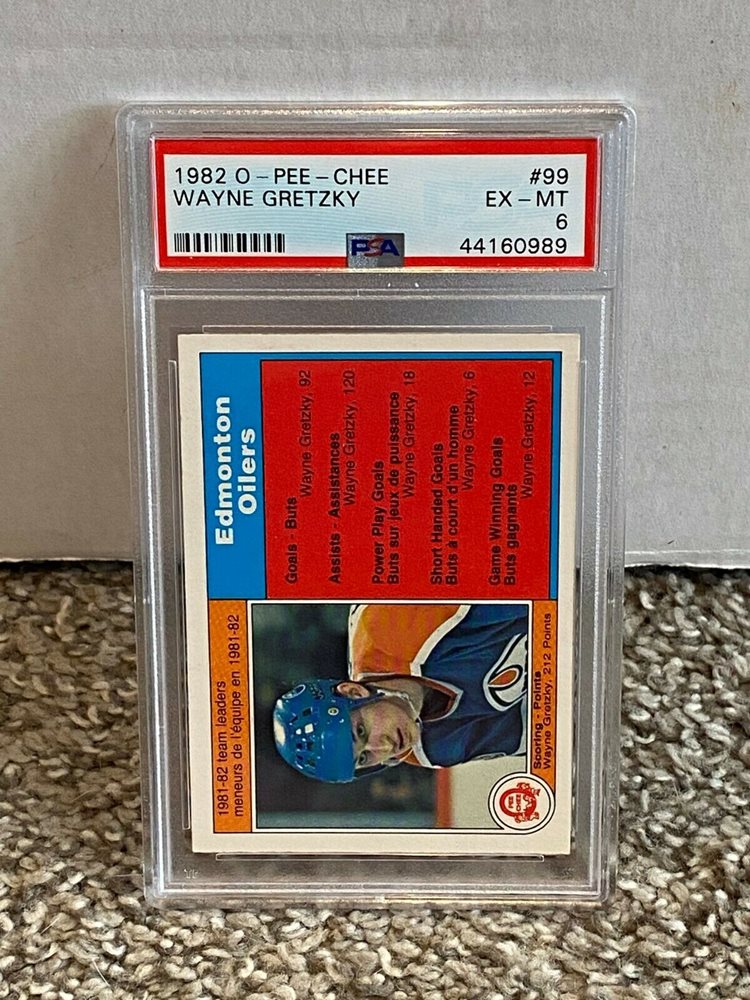 1982 O-PEE-CHEE #99
WAYNE GRETZKY EX-MT
6
PSA 44160989
1981-82 team leaders
meneurs de l'équipe en 1981-82
Edmonton
Oilers
Goals - Buts
Wayne Gretzky, 92
Assists - Assistances
Wayne Gretzky, 120
Power Play Goals
Buts sur jeux de puissance
Wayne Gretzky, 18
Short Handed Goals
Buts à court d'un homme
Wayne Gretzky, 6
Game Winning Goals
Buts gagnants
Wayne Gretzky, 12
Scoring - Points
Wayne Gretzky, 212 Points
O
PEE
CHEE